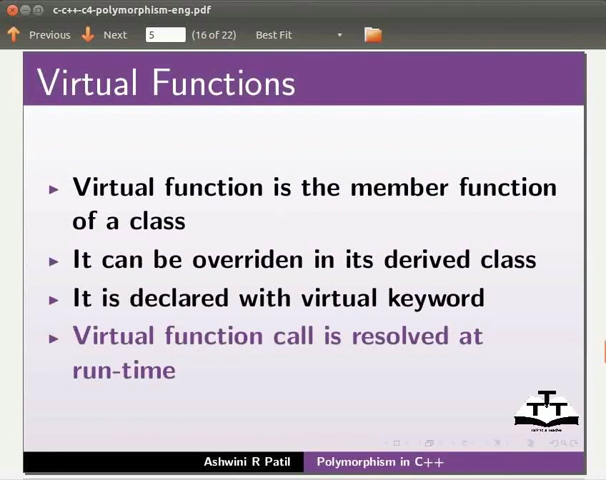 c-c++-c4-polymorphism-eng.pdf
Previous Next 5 (16 of 22) Best Fit
Virtual Functions
Virtual function is the member function
of a class
It can be overriden in its derived class
It is declared with virtual keyword
Virtual function call is resolved at
run-time
Ashwini R Patil Polymorphism in C++